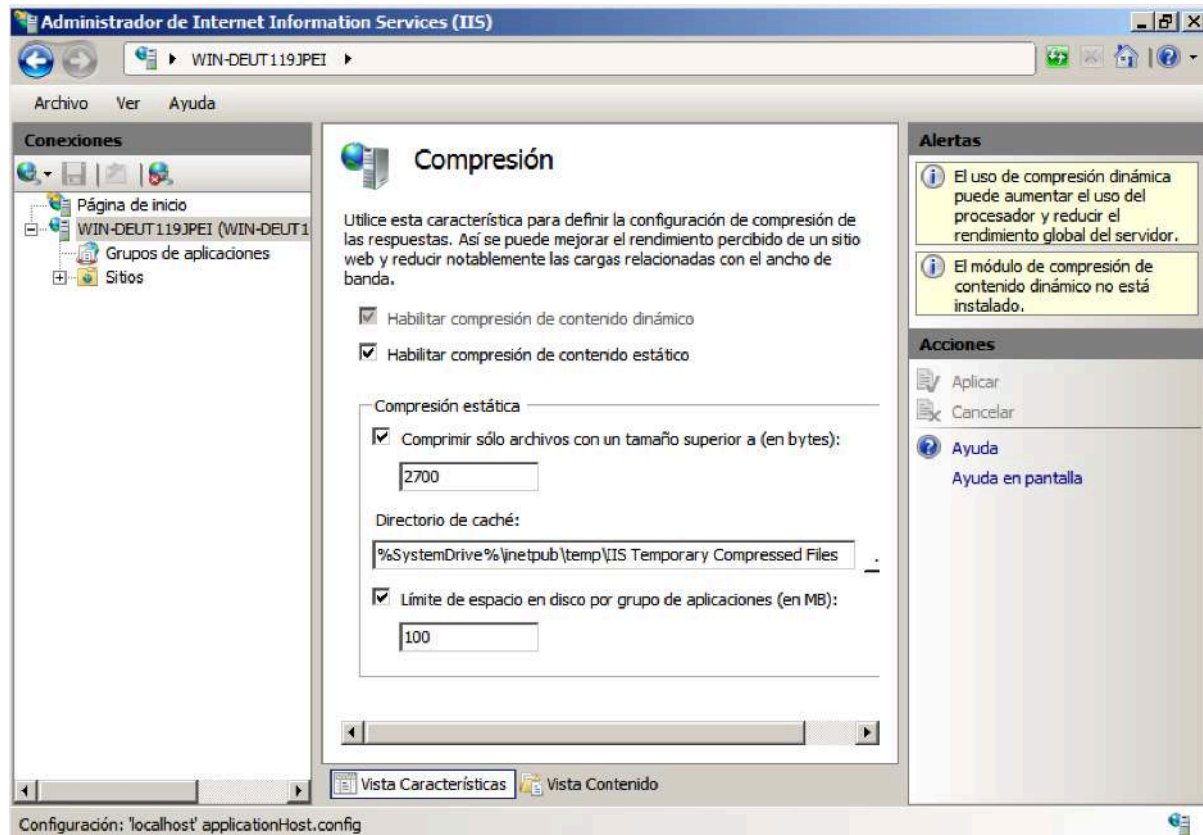 Administrador de Internet Information Services (IIS)
WIN-DEUT119JPEI
Archivo Ver Ayuda
Conexiones
Página de inicio
WIN-DEUT119JPEI (WIN-DEUT1
Grupos de aplicaciones
Sitios
Compresión
Utilice esta característica para definir la configuración de compresión de
las respuestas. Así se puede mejorar el rendimiento percibido de un sitio
web y reducir notablemente las cargas relacionadas con el ancho de
banda.
Habilitar compresión de contenido dinámico
Habilitar compresión de contenido estático
Compresión estática
Comprimir sólo archivos con un tamaño superior a (en bytes):
2700
Directorio de caché:
%SystemDrive%\inetpub\temp\IIS Temporary Compressed Files
.
Límite de espacio en disco por grupo de aplicaciones (en MB):
100
Vista Características
Vista Contenido
Alertas
El uso de compresión dinámica
puede aumentar el uso del
procesador y reducir el
rendimiento global del servidor.
El módulo de compresión de
contenido dinámico no está
instalado.
Acciones
Aplicar
Cancelar
Ayuda
Ayuda en pantalla
Configuración: 'localhost' applicationHost.config